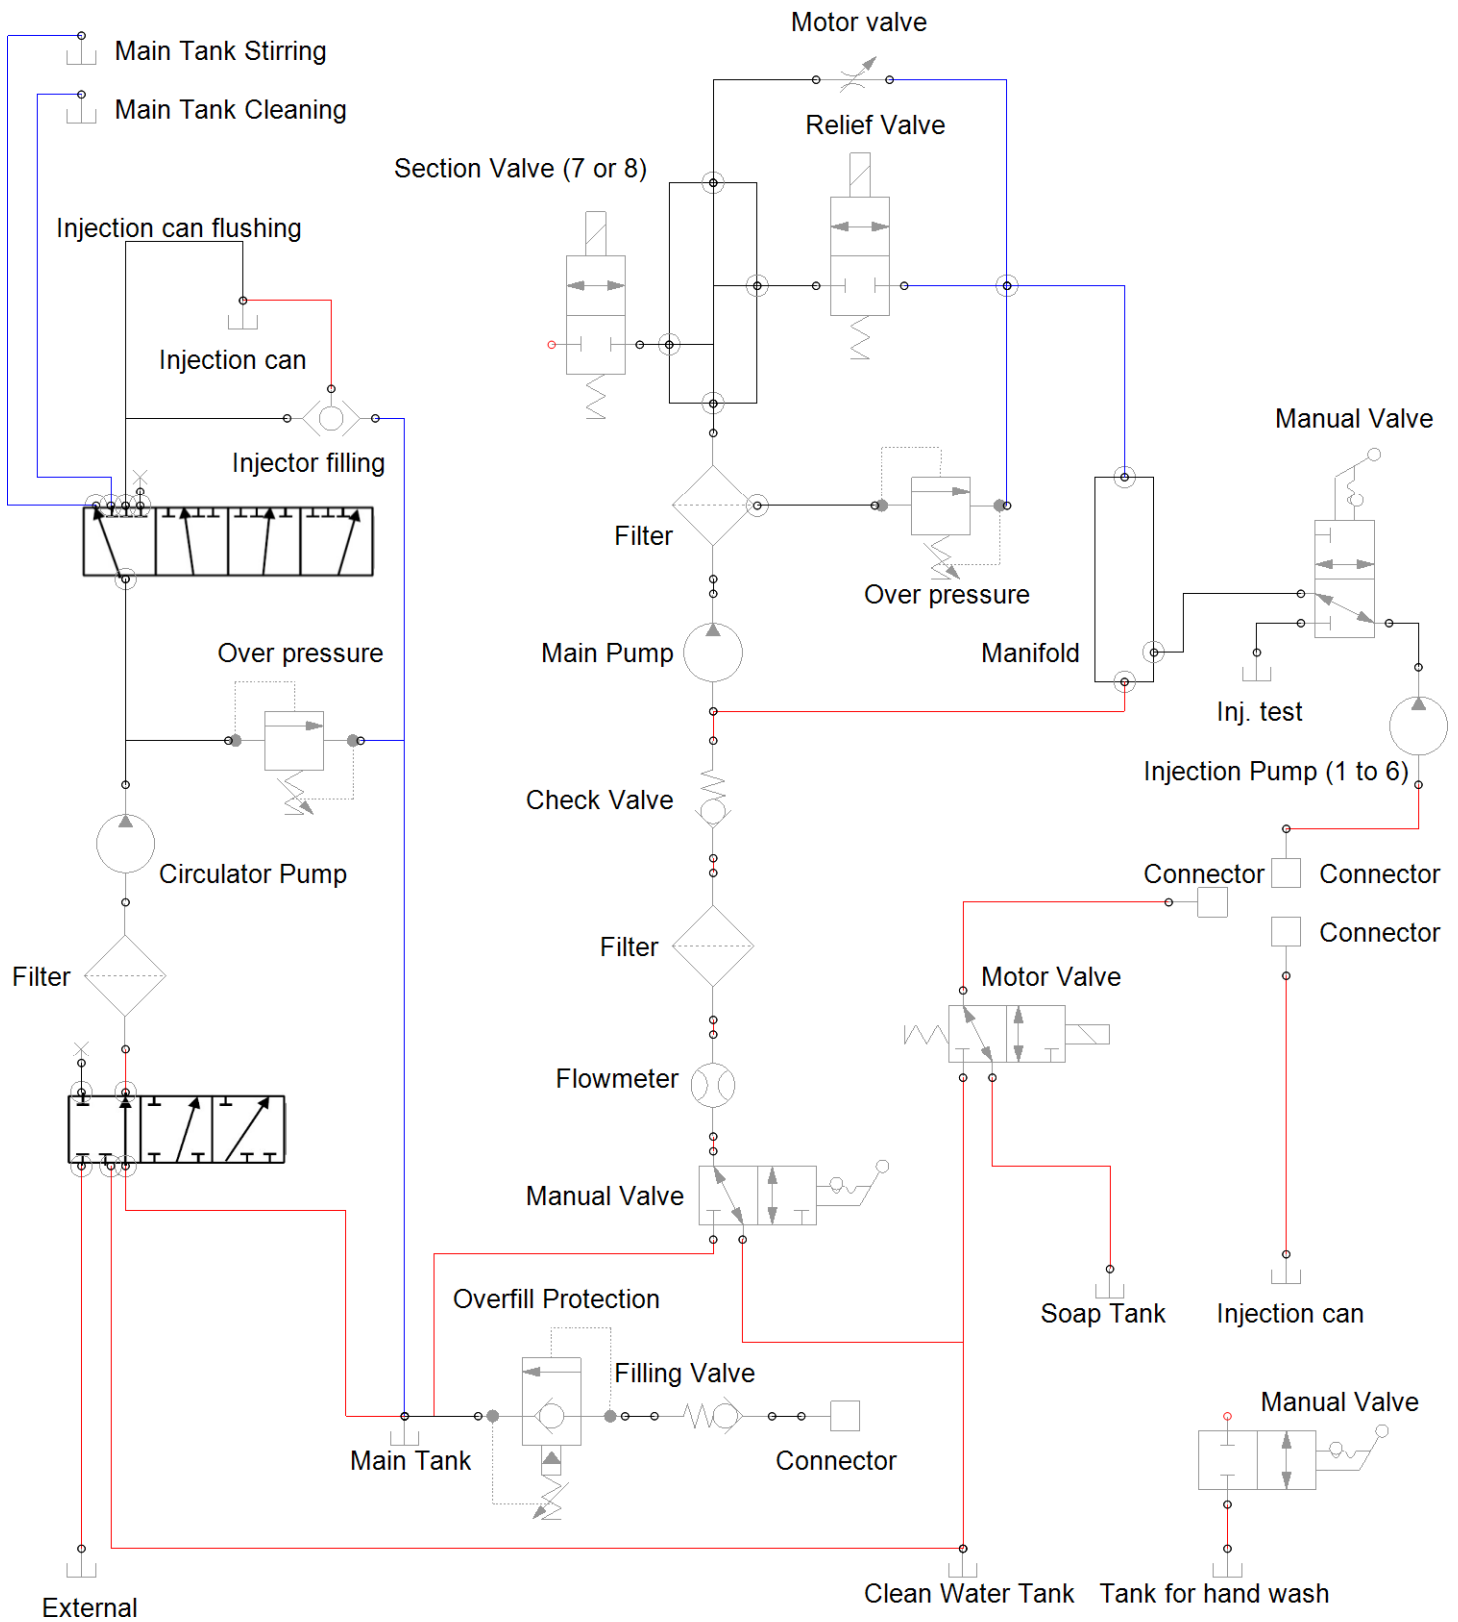 Motor valve
Main Tank Stirring
Main Tank Cleaning
Relief Valve
Section Valve (7 or 8)
Injection can flushing
Injection can
Manual Valve
Injector filling
Filter
Over pressure
Over pressure
Main Pump
Manifold
Inj. test
Injection Pump (1 to 6)
Check Valve
Circulator Pump
Connector
Connector
Connector
Filter
Filter
Motor Valve
Flowmeter
Manual Valve
Overfill Protection
Soap Tank
Injection can
Filling Valve
Manual Valve
Main Tank
Connector
Clean Water Tank
Tank for hand wash
External